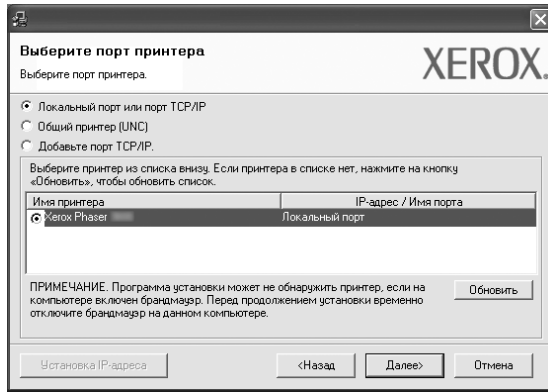 Выберите порт принтера
Выберите порт принтера.
XEROX.
Локальный порт или порт TCP/IP
Общий принтер (UNC)
Добавьте порт TCP/IP.
Выберите принтер из списка внизу. Если принтера в списке нет, нажмите на кнопку
«Обновить», чтобы обновить список.
Имя принтера IP-адрес / Имя порта
Xerox Phaser Локальный порт
ПРИМЕЧАНИЕ. Программа установки может не обнаружить принтер, если на
компьютере включен брандмауэр. Перед продолжением установки временно
отключите брандмауэр на данном компьютере.
Обновить
Установка IP-адреса <Назад Далее> Отмена